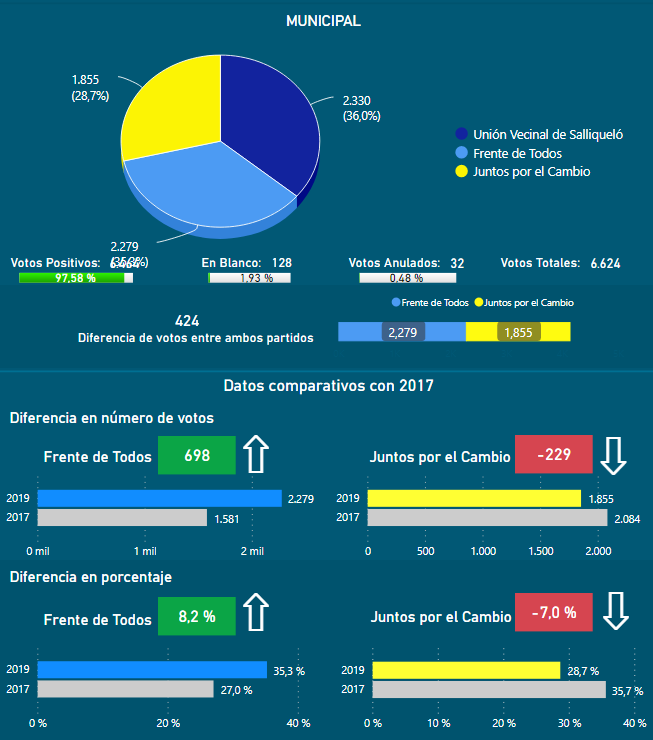 MUNICIPAL
1.855
(28,7%)
2.330
(36,0%)
Unión Vecinal de Salliqueló
Frente de Todos
Juntos por el Cambio
2.279
(35,3%)
Votos Positivos:
97,58 %
En Blanco: 128
1,93 %
Votos Anulados: 32
0,48 %
Votos Totales: 6.624
424
Diferencia de votos entre ambos partidos
Frente de Todos Juntos por el Cambio
2,279 1,855
Datos comparativos con 2017
Diferencia en número de votos
Frente de Todos 698
Juntos por el Cambio -229
2019 2.279
2017 1.581
0 mil 1 mil 2 mil
2019 1.855
2017 2.084
0 500 1.000 1.500 2.000
Diferencia en porcentaje
Frente de Todos 8,2 %
Juntos por el Cambio -7,0 %
2019 35,3 %
2017 27,0 %
0 % 20 % 40 %
2019 28,7 %
2017 35,7 %
0 % 10 % 20 % 30 % 40 %